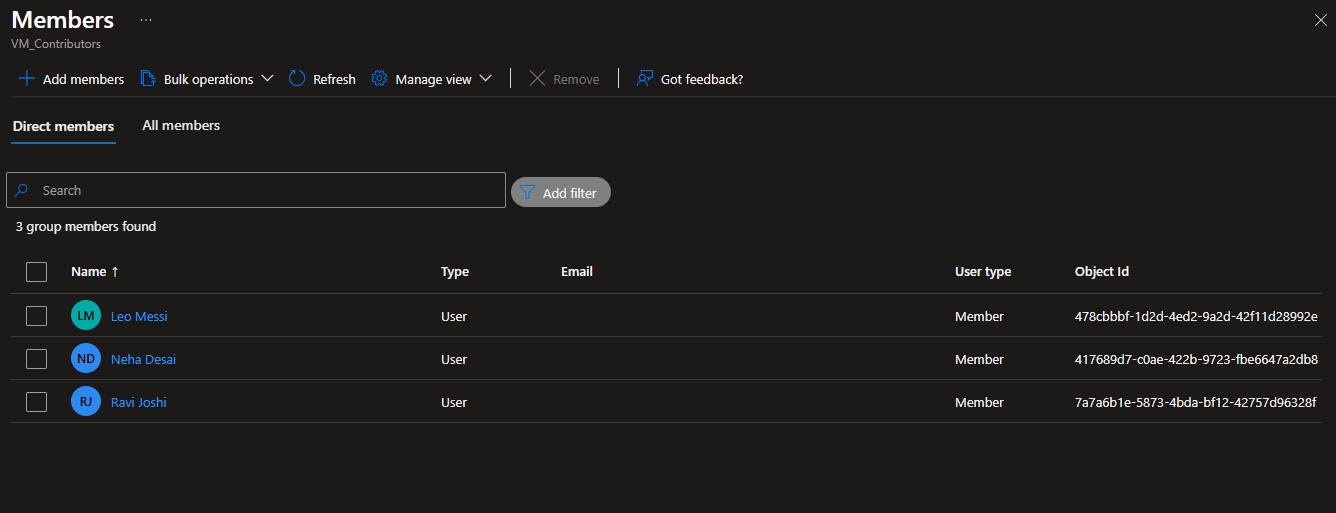 Members ...
VM_Contributors
Add members Bulk operations Refresh Manage view Remove Got feedback?
Direct members All members
Search Add filter
3 group members found
Name ↑ Type Email User type Object Id
LM Leo Messi User Member 478cbbbf-1d2d-4ed2-9a2d-42f11d28992e
ND Neha Desai User Member 417689d7-c0ae-422b-9723-fbe6647a2db8
RJ Ravi Joshi User Member 7a7a6b1e-5873-4bda-bf12-42757d96328f